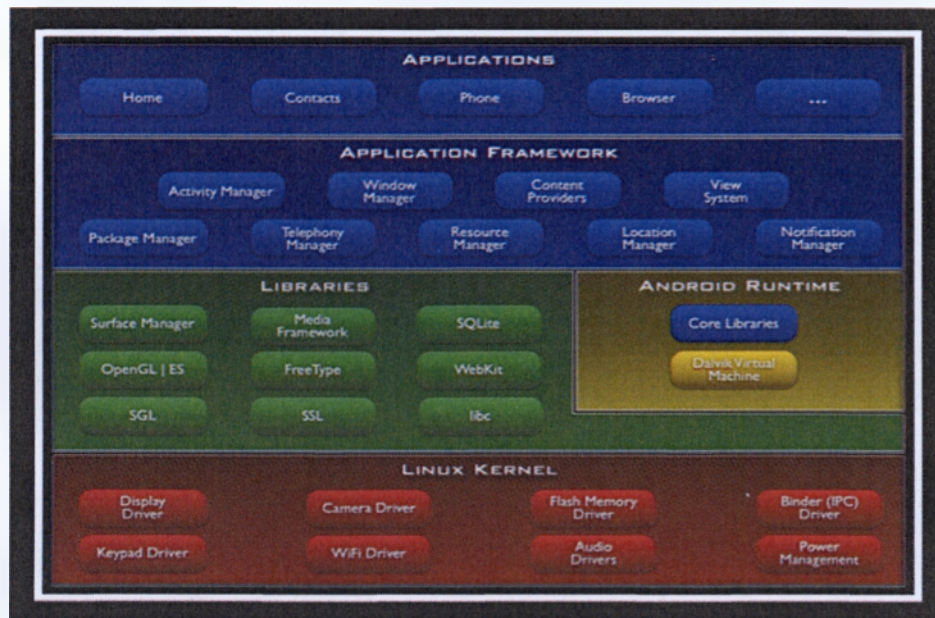 APPLICATIONS
Home Contacts Phone Browser ...
APPLICATION FRAMEWORK
Activity Manager Window Manager Content Providers View System
Package Manager Telephony Manager Resource Manager Location Manager Notification Manager
LIBRARIES
Surface Manager Media Framework SQLite
OpenGL | ES FreeType WebKit
SGL SSL libc
ANDROID RUNTIME
Core Libraries
Dalvik Virtual Machine
LINUX KERNEL
Display Driver Camera Driver Flash Memory Driver Binder (IPC) Driver
Keypad Driver WiFi Driver Audio Drivers Power Management